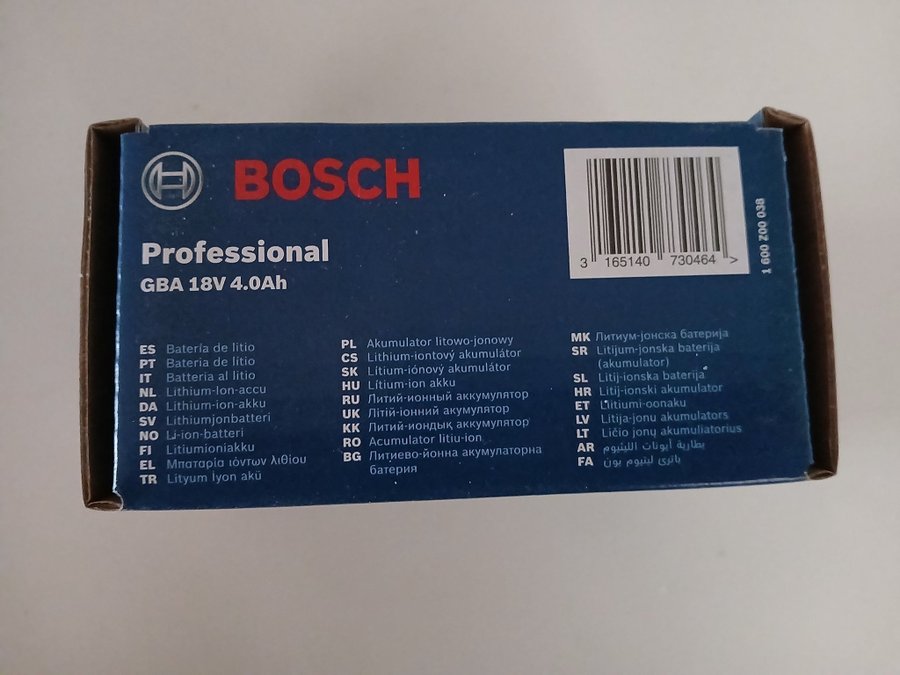 BOSCH
Professional
GBA 18V 4.0Ah
3 165140 730464 >
1 600 Z00 038
ES Batería de litio
PT Bateria de lítio
IT Batteria al litio
NL Lithium-Ion-accu
DA Lithium-ion-akku
SV Lithiumjonbatteri
NO Li-ion-batteri
FI Litiumioniakku
EL Μπαταρία ιόντων λιθίου
TR Lityum İyon akü
PL Akumulator litowo-jonowy
CS Lithium-iontový akumulátor
SK Lítium-iónový akumulátor
HU Lithium-ion akku
RU Литий-ионный аккумулятор
UK Літій-іонний акумулятор
KK Литий-иондық аккумулятор
RO Acumulator litiu-ion
BG Литиево-йонна акумулаторна
батерия
MK Литиум-јонска батерија
SR Litijum-jonska baterija
(akumulator)
SL Litij-ionska baterija
HR Litij-ionski akumulator
ET Liitiumi-oonaku
LV Litija-jonu akumulators
LT Ličio jonų akumuliatorius
AR بطارية أيونات الليثيوم
FA باتری لیتیوم یون